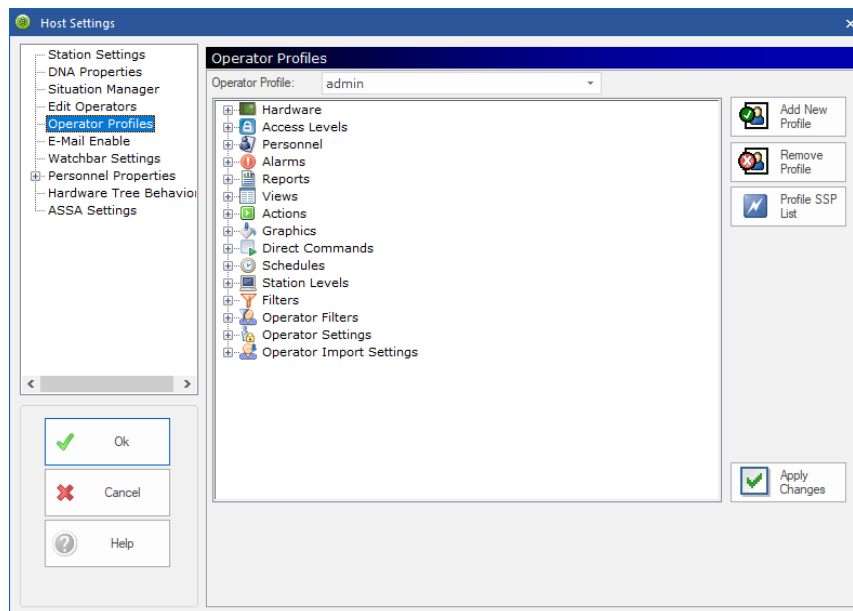 Host Settings
Station Settings
DNA Properties
Situation Manager
Edit Operators
Operator Profiles
E-Mail Enable
Watchbar Settings
Personnel Properties
Hardware Tree Behavior
ASSA Settings
Ok
Cancel
Help
Operator Profiles
Operator Profile: admin
Hardware
Access Levels
Personnel
Alarms
Reports
Views
Actions
Graphics
Direct Commands
Schedules
Station Levels
Filters
Operator Filters
Operator Settings
Operator Import Settings
Add New
Profile
Remove
Profile
Profile SSP
List
Apply
Changes